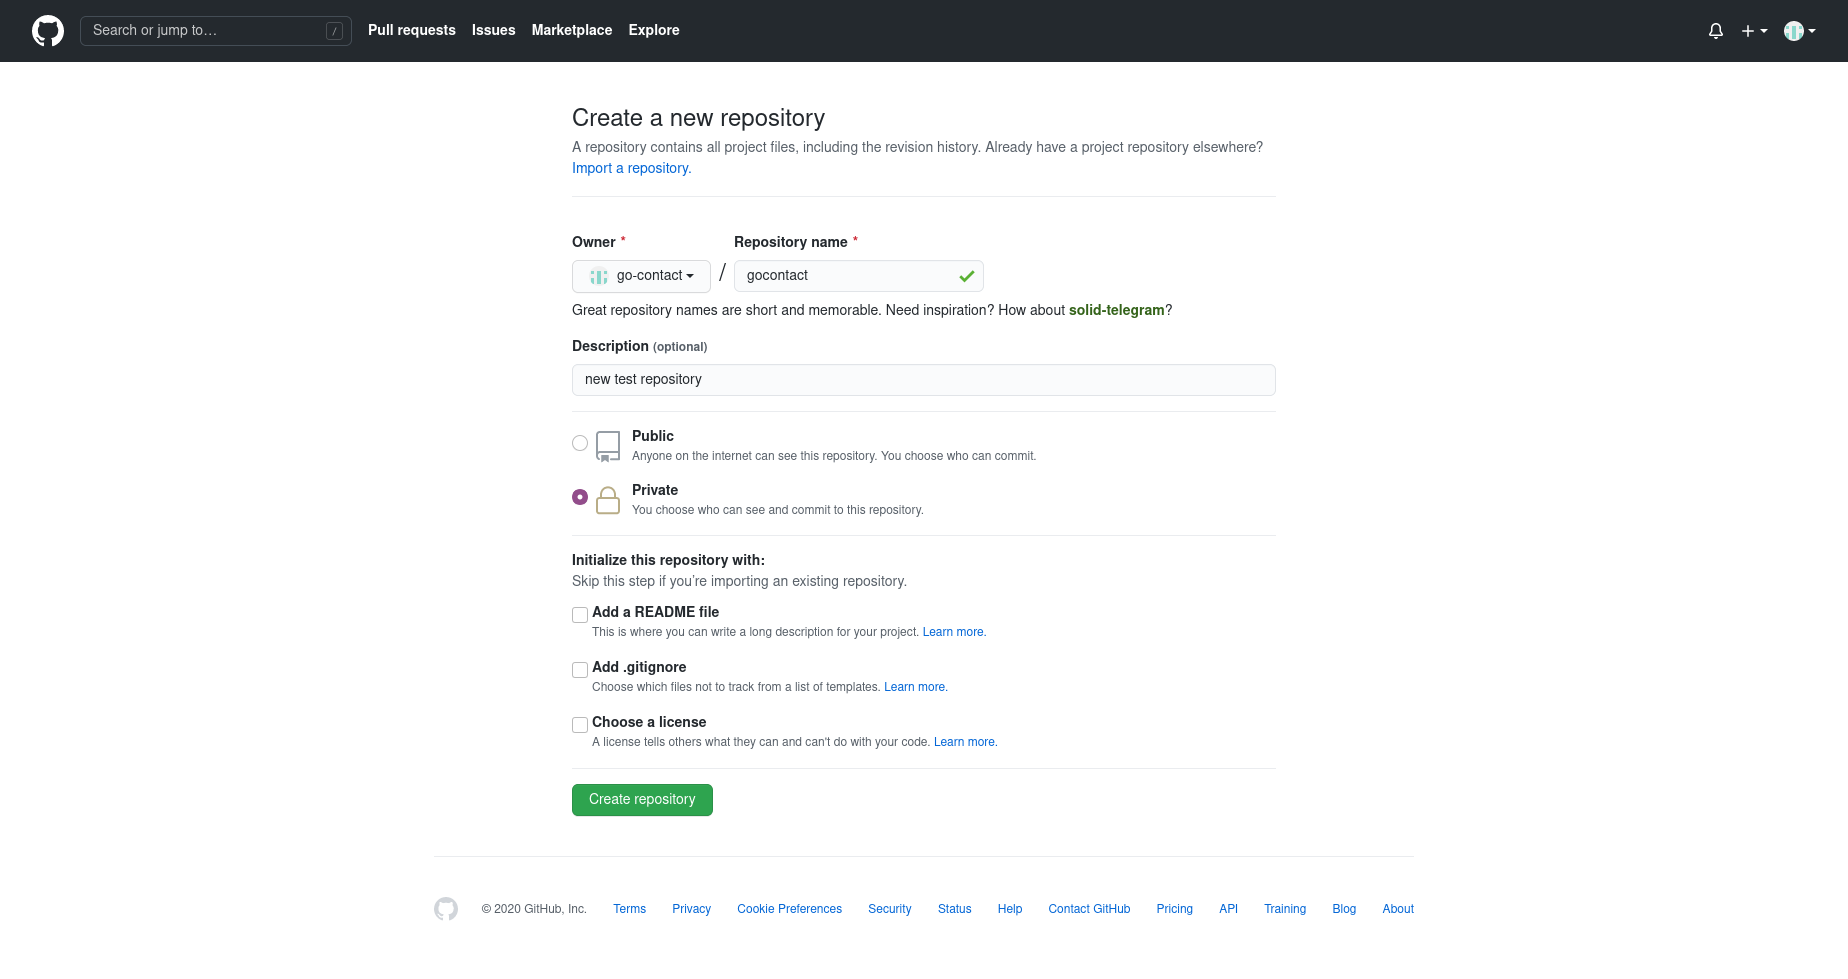 Search or jump to… /
Pull requests Issues Marketplace Explore
Create a new repository
A repository contains all project files, including the revision history. Already have a project repository elsewhere?
Import a repository.
Owner * Repository name *
go-contact / gocontact
Great repository names are short and memorable. Need inspiration? How about solid-telegram?
Description (optional)
new test repository
Public
Anyone on the internet can see this repository. You choose who can commit.
Private
You choose who can see and commit to this repository.
Initialize this repository with:
Skip this step if you’re importing an existing repository.
Add a README file
This is where you can write a long description for your project. Learn more.
Add .gitignore
Choose which files not to track from a list of templates. Learn more.
Choose a license
A license tells others what they can and can't do with your code. Learn more.
Create repository
© 2020 GitHub, Inc. Terms Privacy Cookie Preferences Security Status Help Contact GitHub Pricing API Training Blog About